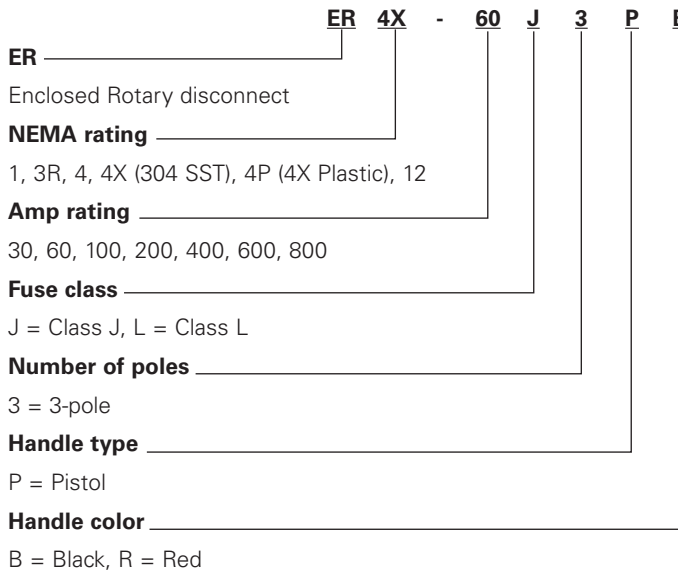 ER 4X - 60 J 3 P
ER
Enclosed Rotary disconnect
NEMA rating
1, 3R, 4, 4X (304 SST), 4P (4X Plastic), 12
Amp rating
30, 60, 100, 200, 400, 600, 800
Fuse class
J = Class J, L = Class L
Number of poles
3 = 3-pole
Handle type
P = Pistol
Handle color
B = Black, R = Red